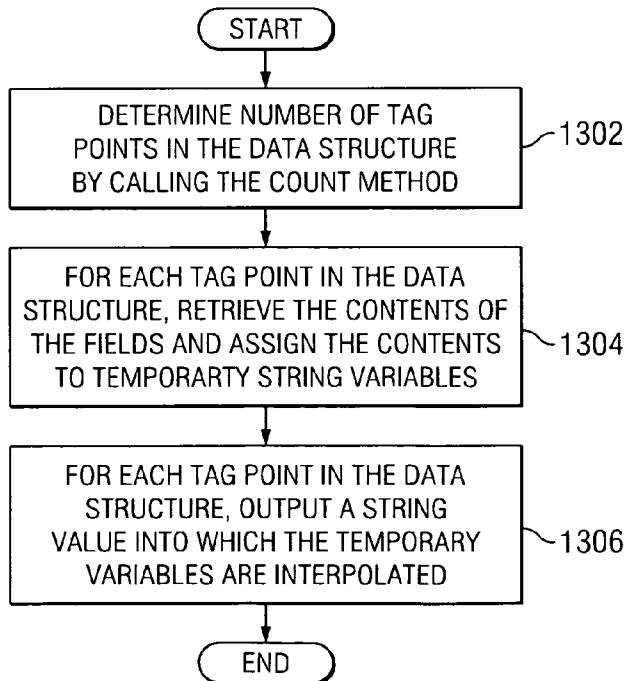 START
DETERMINE NUMBER OF TAG
POINTS IN THE DATA STRUCTURE
BY CALLING THE COUNT METHOD
1302
FOR EACH TAG POINT IN THE DATA
STRUCTURE, RETRIEVE THE CONTENTS OF
THE FIELDS AND ASSIGN THE CONTENTS
TO TEMPORARTY STRING VARIABLES
1304
FOR EACH TAG POINT IN THE DATA
STRUCTURE, OUTPUT A STRING
VALUE INTO WHICH THE TEMPORARY
VARIABLES ARE INTERPOLATED
1306
END